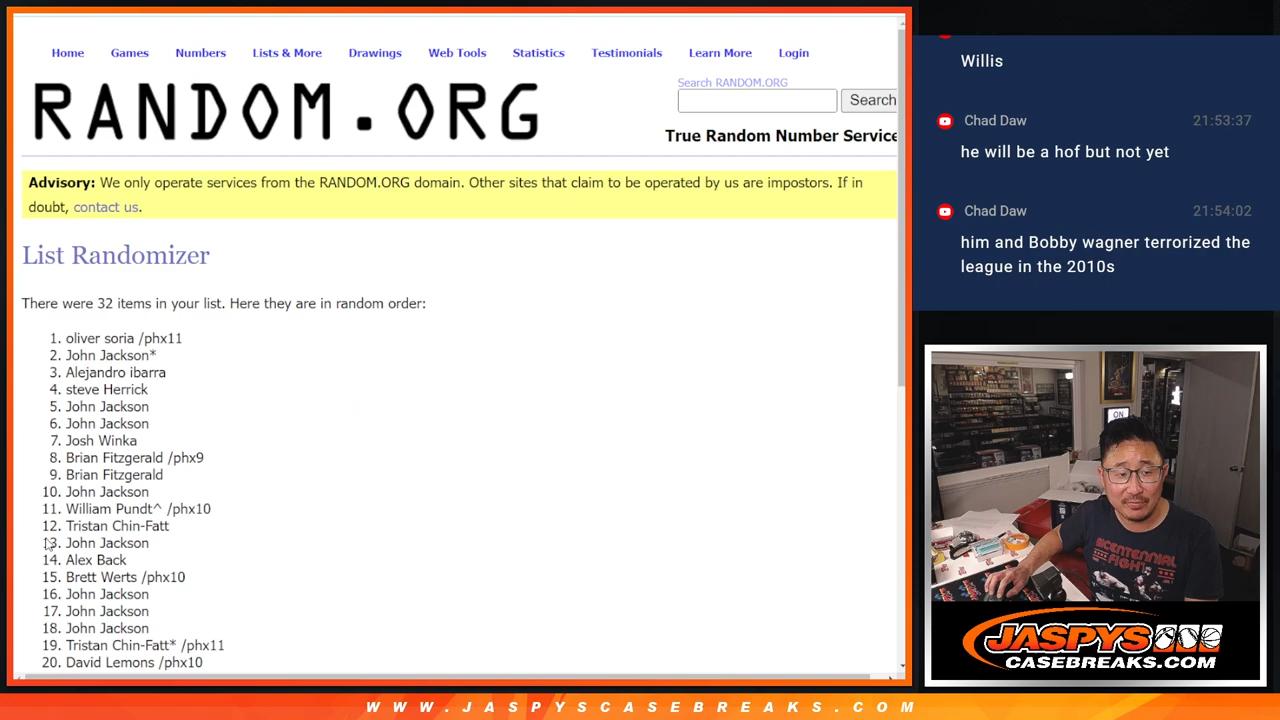 Home Games Numbers Lists & More Drawings Web Tools Statistics Testimonials Learn More Login
RANDOM.ORG
Search RANDOM.ORG
Search
True Random Number Service
Advisory: We only operate services from the RANDOM.ORG domain. Other sites that claim to be operated by us are impostors. If in
doubt, contact us.
List Randomizer
There were 32 items in your list. Here they are in random order:
1. oliver soria /phx11
2. John Jackson*
3. Alejandro ibarra
4. steve Herrick
5. John Jackson
6. John Jackson
7. Josh Winka
8. Brian Fitzgerald /phx9
9. Brian Fitzgerald
10. John Jackson
11. William Pundt^ /phx10
12. Tristan Chin-Fatt
13. John Jackson
14. Alex Back
15. Brett Werts /phx10
16. John Jackson
17. John Jackson
18. John Jackson
19. Tristan Chin-Fatt* /phx11
20. David Lemons /phx10
Willis
Chad Daw 21:53:37
he will be a hof but not yet
Chad Daw 21:54:02
him and Bobby wagner terrorized the
league in the 2010s
ON
BICENTENNIAL
FIGHT
JASPYS
CASEBREAKS.COM
WWW.JASPYSCASEBREAKS.COM